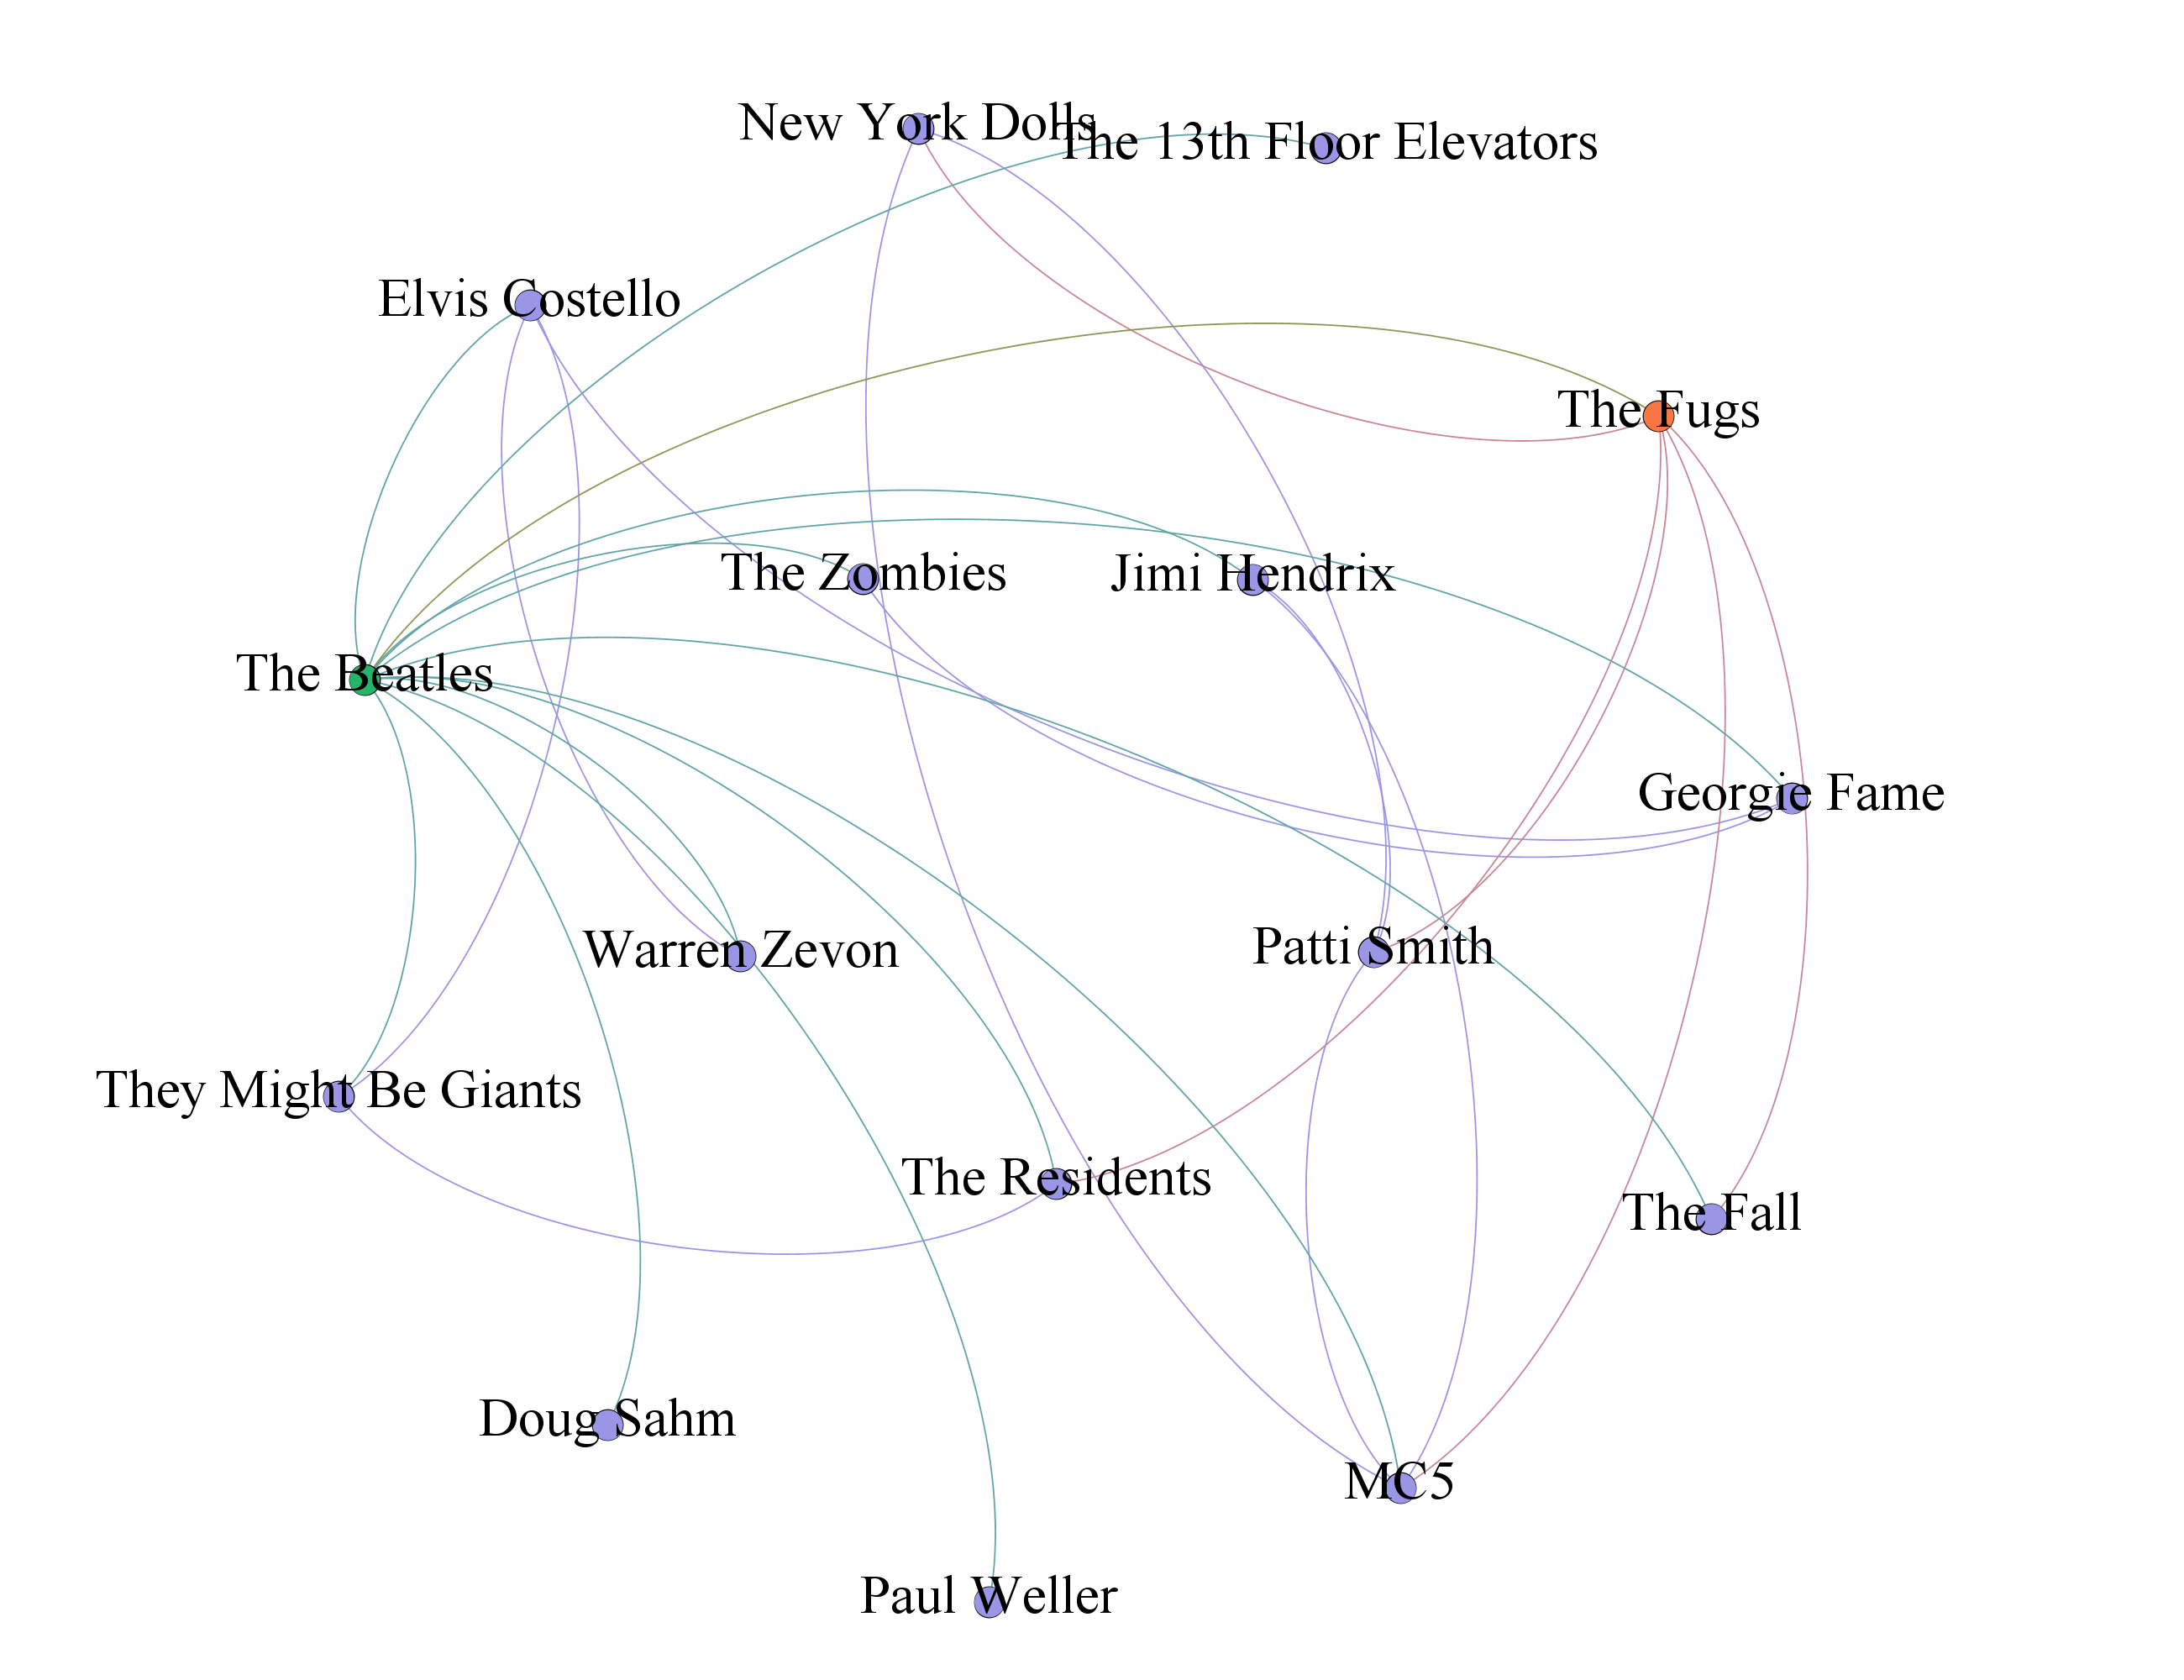 New York Dolls
The 13th Floor Elevators
Elvis Costello
The Fugs
The Zombies
Jimi Hendrix
The Beatles
Georgie Fame
Warren Zevon
Patti Smith
They Might Be Giants
The Residents
The Fall
Doug Sahm
MC5
Paul Weller